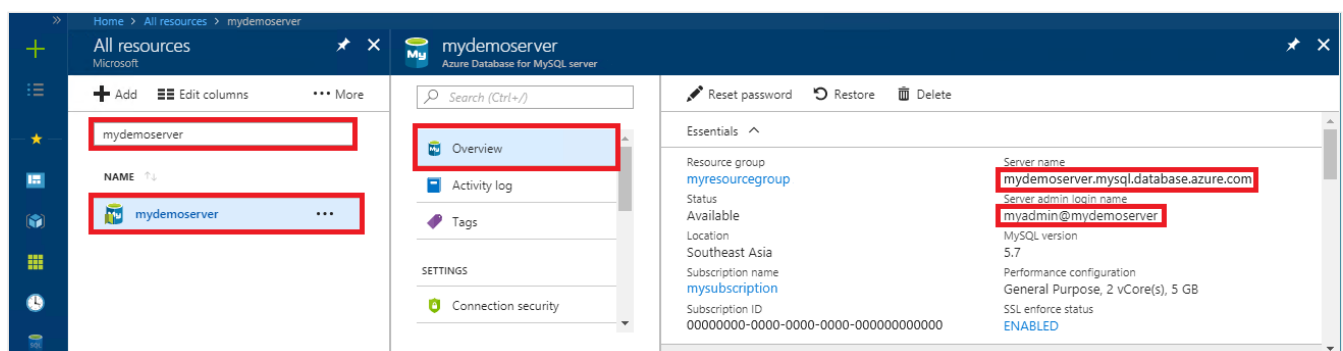 » Home > All resources > mydemoserver
All resources
Microsoft
Add Edit columns ••• More
mydemoserver
NAME ↑↓
mydemoserver •••
My mydemoserver
Azure Database for MySQL server
Search (Ctrl+/)
Overview
Activity log
Tags
SETTINGS
Connection security
Reset password Restore Delete
Essentials
Resource group
myresourcegroup
Status
Available
Location
Southeast Asia
Subscription name
mysubscription
Subscription ID
00000000-0000-0000-0000-000000000000
Server name
mydemoserver.mysql.database.azure.com
Server admin login name
myadmin@mydemoserver
MySQL version
5.7
Performance configuration
General Purpose, 2 vCore(s), 5 GB
SSL enforce status
ENABLED